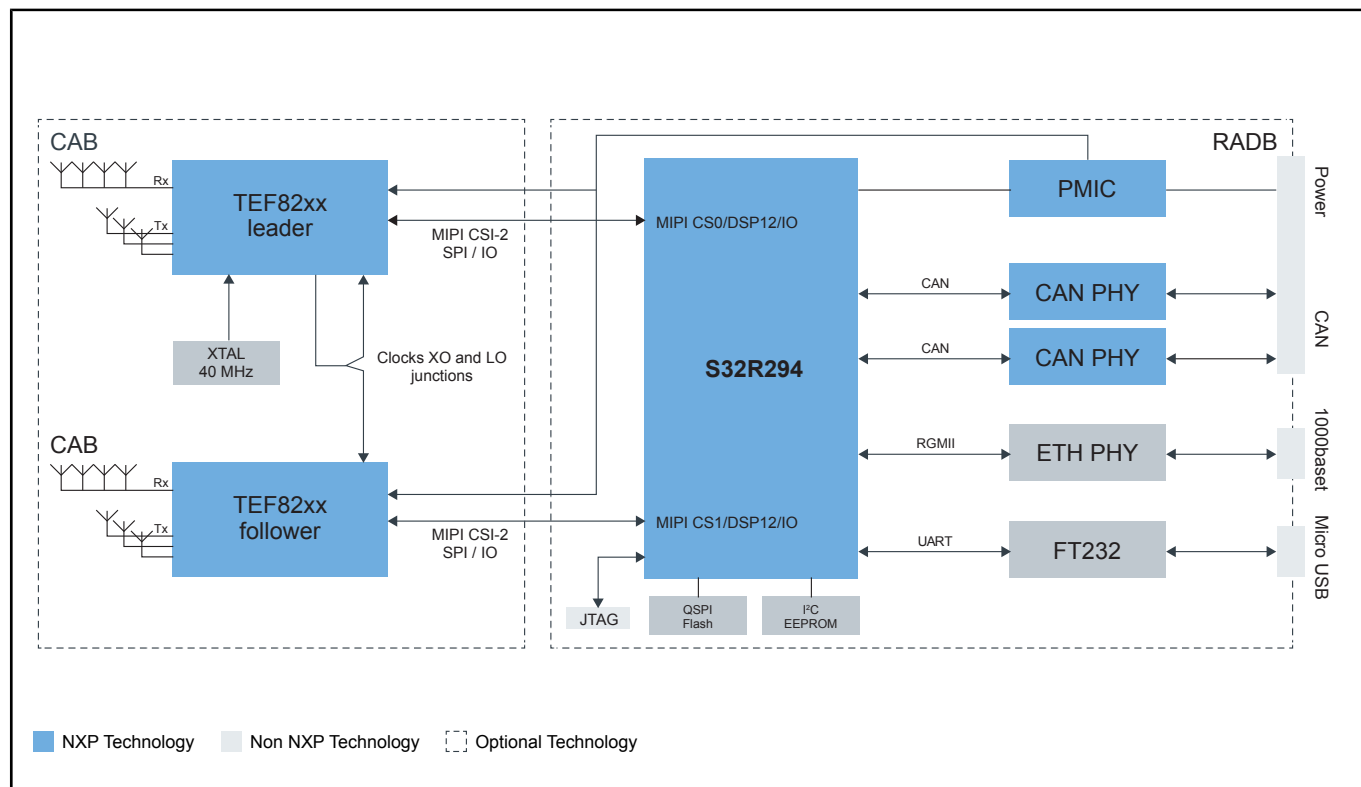 CAB
Rx
Tx
TEF82xx
leader
XTAL
40 MHz
Clocks XO and LO
junctions
MIPI CSI-2
SPI / IO
CAB
Rx
Tx
TEF82xx
follower
MIPI CSI-2
SPI / IO
RADB
MIPI CS0/DSP12/IO
S32R294
MIPI CS1/DSP12/IO
JTAG
QSPI
Flash
I²C
EEPROM
PMIC
CAN
CAN PHY
CAN
CAN PHY
RGMII
ETH PHY
UART
FT232
Power
CAN
1000baset
Micro USB
NXP Technology
Non NXP Technology
Optional Technology